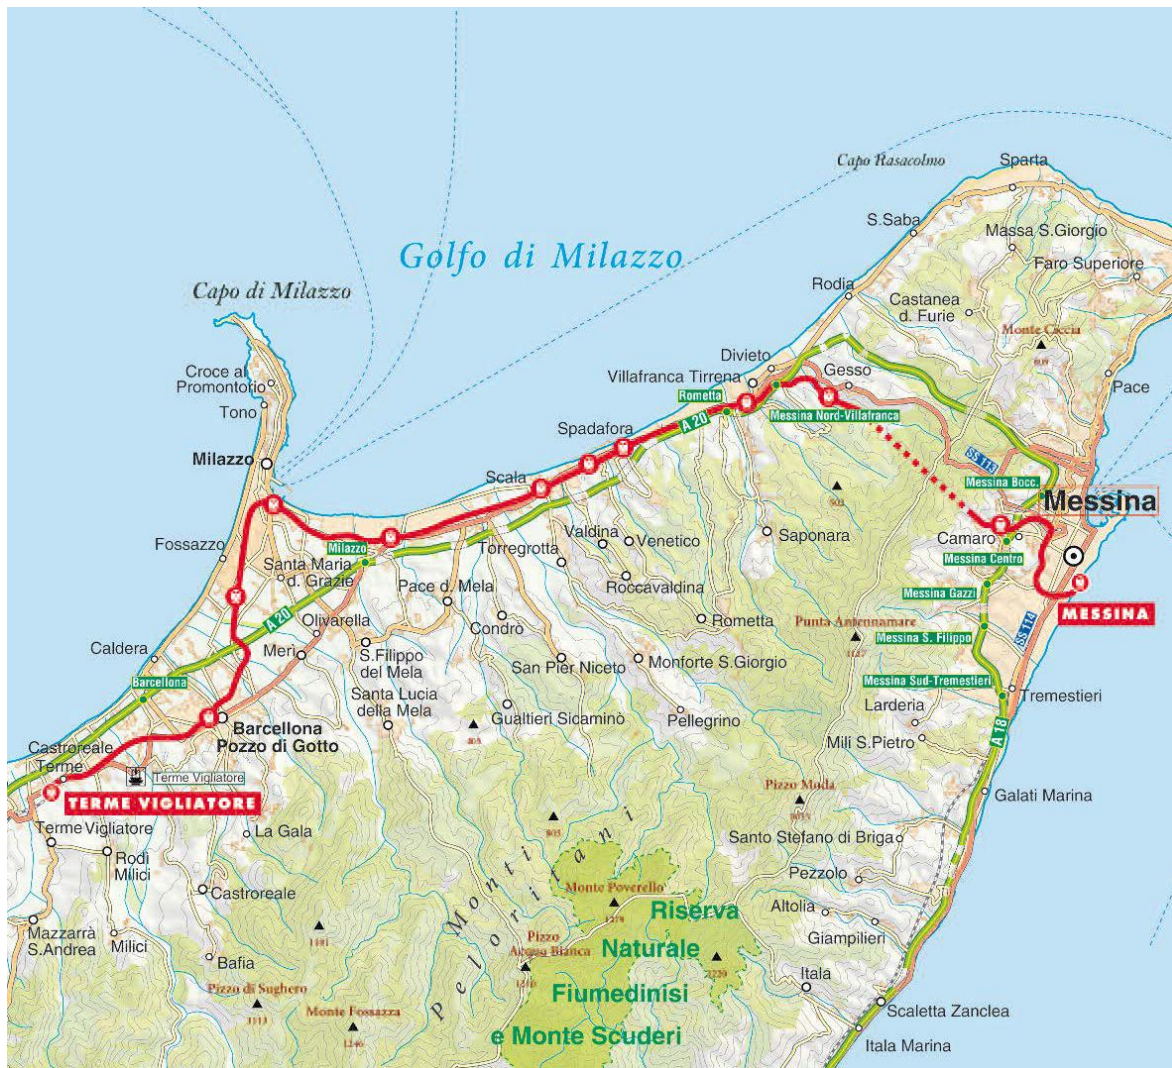 Capo Rasacolmo
Sparta
S.Saba
Massa S.Giorgio
Golfo di Milazzo
Faro Superiore
Capo di Milazzo
Rodia
Castanea
d. Furie
Monte Ciccia
Croce al
Promontorio
Divieto
Gesso
Pace
Villafranca Tirrena
Tono
Rometta
Messina Nord-Villafranca
A 20
Spadafora
Milazzo
SS 113
Scala
Messina Bocc.
Messina
Fossazzo
Milazzo
Torregrotta
Valdina
Venetico
Saponara
Camaro
Messina Centro
Santa Maria
d. Grazie
Pace d. Mela
Roccavaldina
Messina Gazzi
MESSINA
A 20
Olivarella
Condrò
Rometta
Punta Antennamare
1127
Messina S. Filippo
SS 114
Caldera
Merì
S.Filippo
del Mela
San Pier Niceto
Monforte S.Giorgio
Barcellona
Santa Lucia
della Mela
Messina Sud-Tremestieri
Tremestieri
Gualtieri Sicaminò
Pellegrino
Larderia
Barcellona
Pozzo di Gotto
Mili S.Pietro
A 18
Castroreale
Terme
Terme Vigliatore
TERME VIGLIATORE
Pizzo Moda
Galati Marina
Terme Vigliatore
La Gala
Santo Stefano di Briga
Rodì
Milici
Pezzolo
Castroreale
Monti
Peloritani
Monte Poverello
1279
Riserva
Naturale
Fiumedinisi
e Monte Scuderi
Altolia
Giampilieri
Mazzarrà
S.Andrea
Milici
Pizzo
Acqua Bianca
Bafia
Itala
Pizzo di Sughero
Monte Fossazza
1246
Scaletta Zanclea
Itala Marina